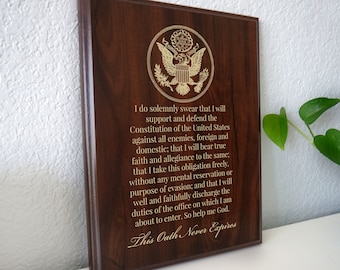 I do solemnly swear that I will
support and defend the
Constitution of the United States
against all enemies, foreign and
domestic; that I will bear true
faith and allegiance to the same;
that I take this obligation freely,
without any mental reservation or
purpose of evasion; and that I will
well and faithfully discharge the
duties of the office on which I am
about to enter. So help me God.
This Oath Never Expires